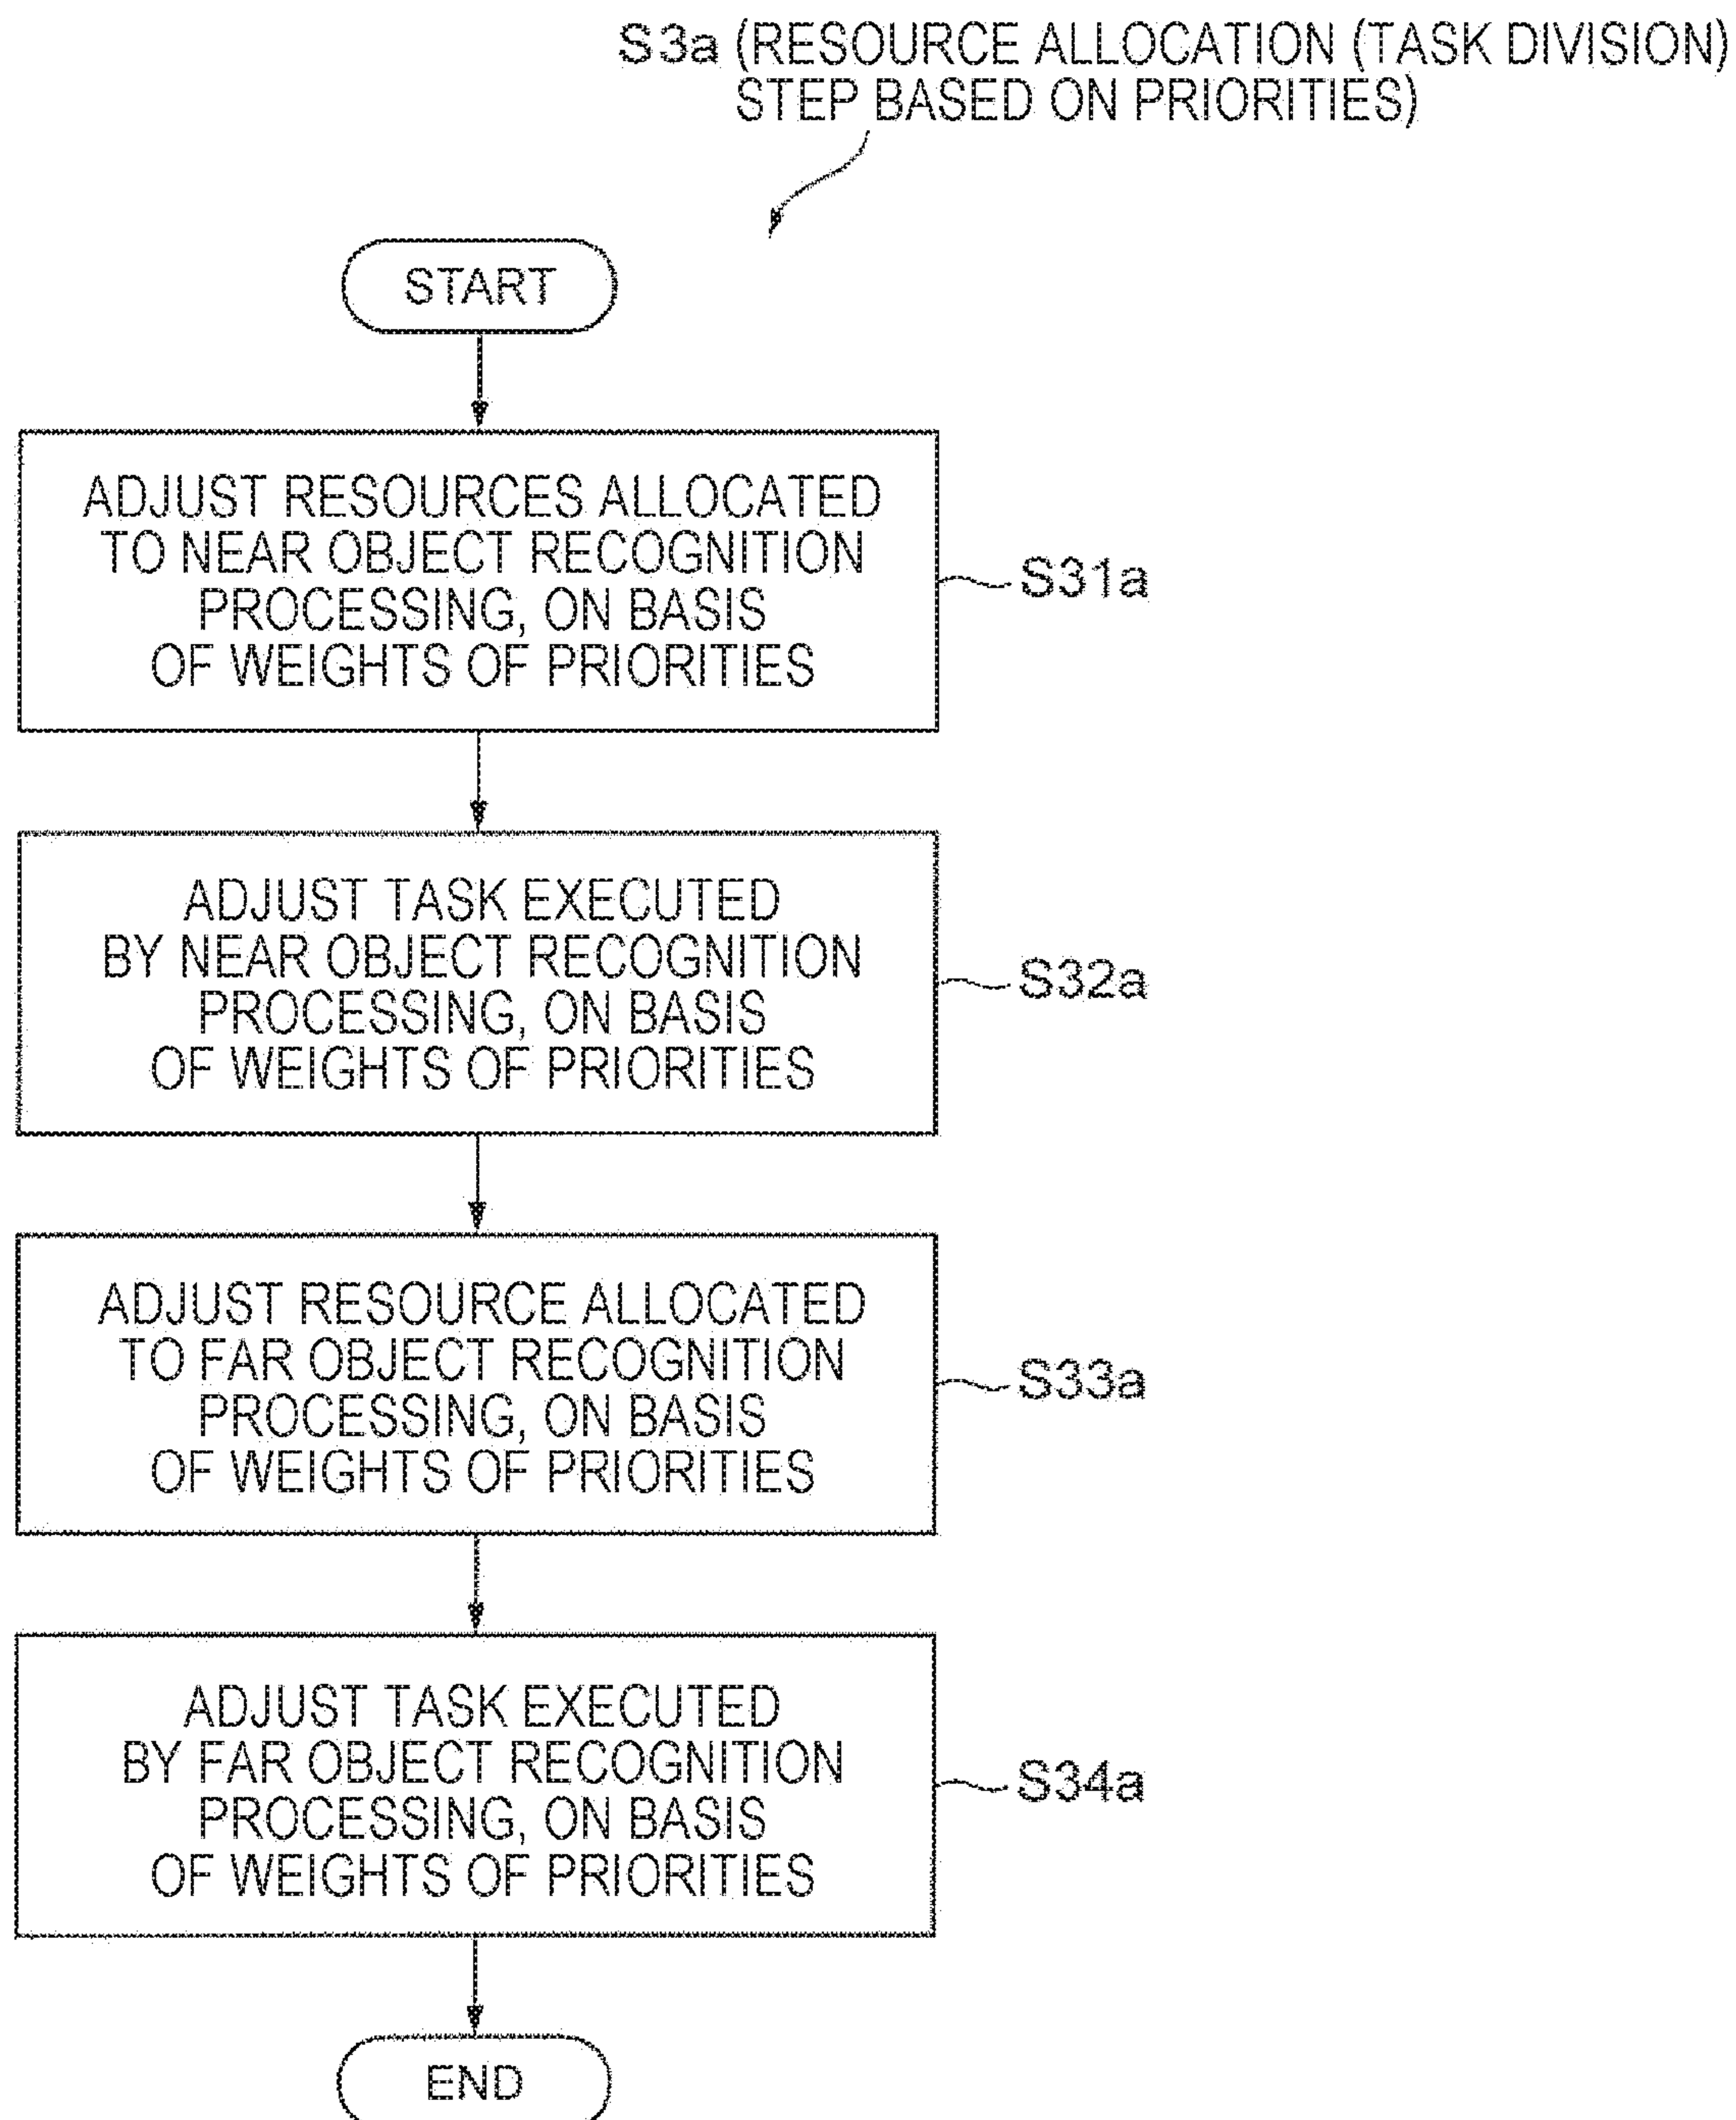 S3a (RESOURCE ALLOCATION (TASK DIVISION)
STEP BASED ON PRIORITIES)
START
ADJUST RESOURCES ALLOCATED
TO NEAR OBJECT RECOGNITION
PROCESSING, ON BASIS
OF WEIGHTS OF PRIORITIES
S31a
ADJUST TASK EXECUTED
BY NEAR OBJECT RECOGNITION
PROCESSING, ON BASIS
OF WEIGHTS OF PRIORITIES
S32a
ADJUST RESOURCE ALLOCATED
TO FAR OBJECT RECOGNITION
PROCESSING, ON BASIS
OF WEIGHTS OF PRIORITIES
S33a
ADJUST TASK EXECUTED
BY FAR OBJECT RECOGNITION
PROCESSING, ON BASIS
OF WEIGHTS OF PRIORITIES
S34a
END